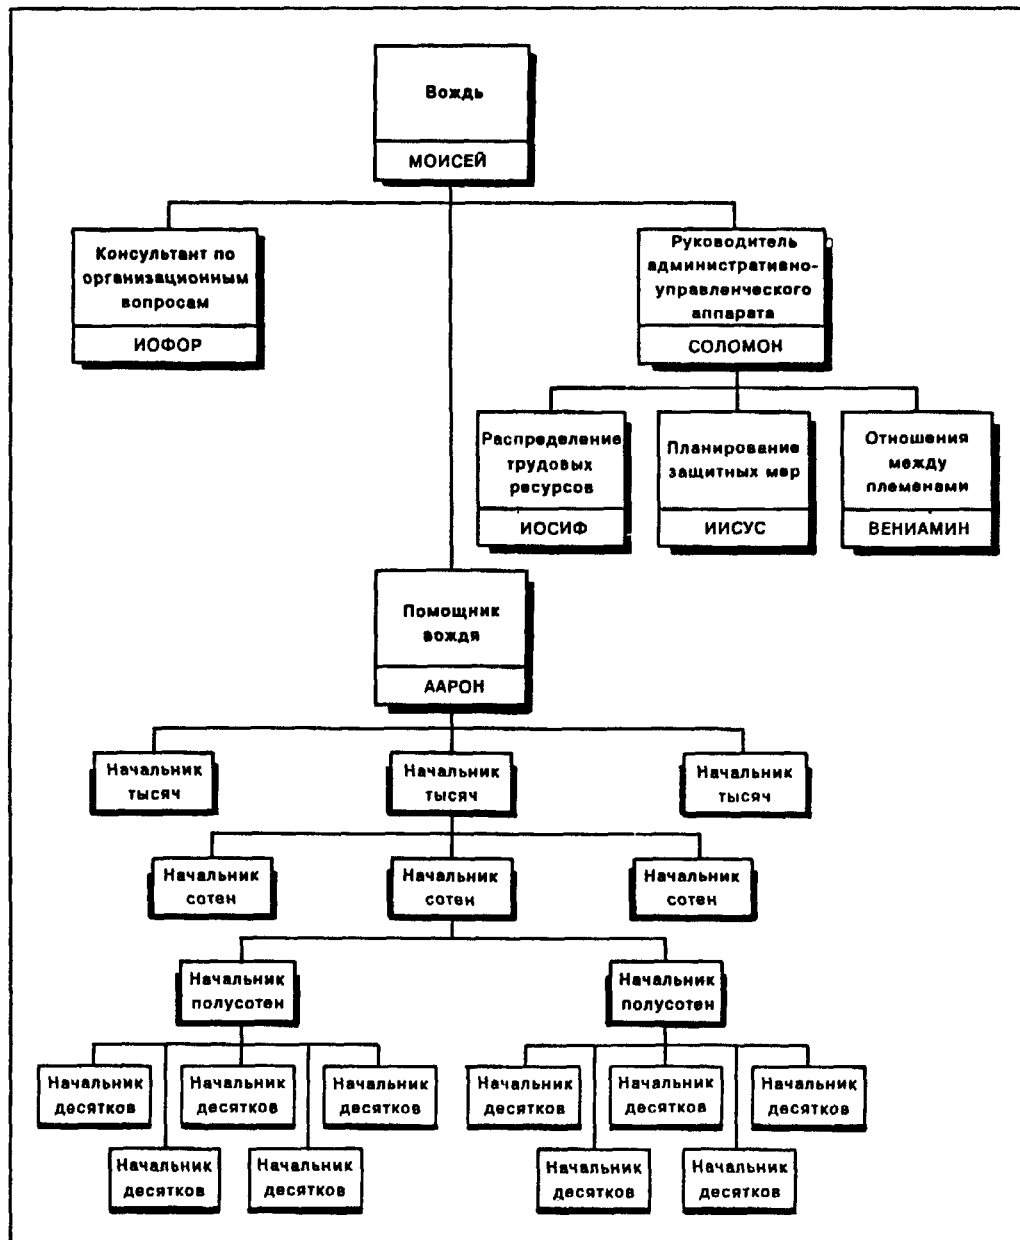 Вождь
МОИСЕЙ
Консультант по
организационным
вопросам
ИОФОР
Руководитель
административно-
управленческого
аппарата
СОЛОМОН
Распределение
трудовых
ресурсов
ИОСИФ
Планирование
защитных мер
ИИСУС
Отношения
между
племенами
ВЕНИАМИН
Помощник
вождя
ААРОН
Начальник
тысяч
Начальник
тысяч
Начальник
тысяч
Начальник
сотен
Начальник
сотен
Начальник
сотен
Начальник
полусотен
Начальник
полусотен
Начальник
десятков
Начальник
десятков
Начальник
десятков
Начальник
десятков
Начальник
десятков
Начальник
десятков
Начальник
десятков
Начальник
десятков
Начальник
десятков
Начальник
десятков